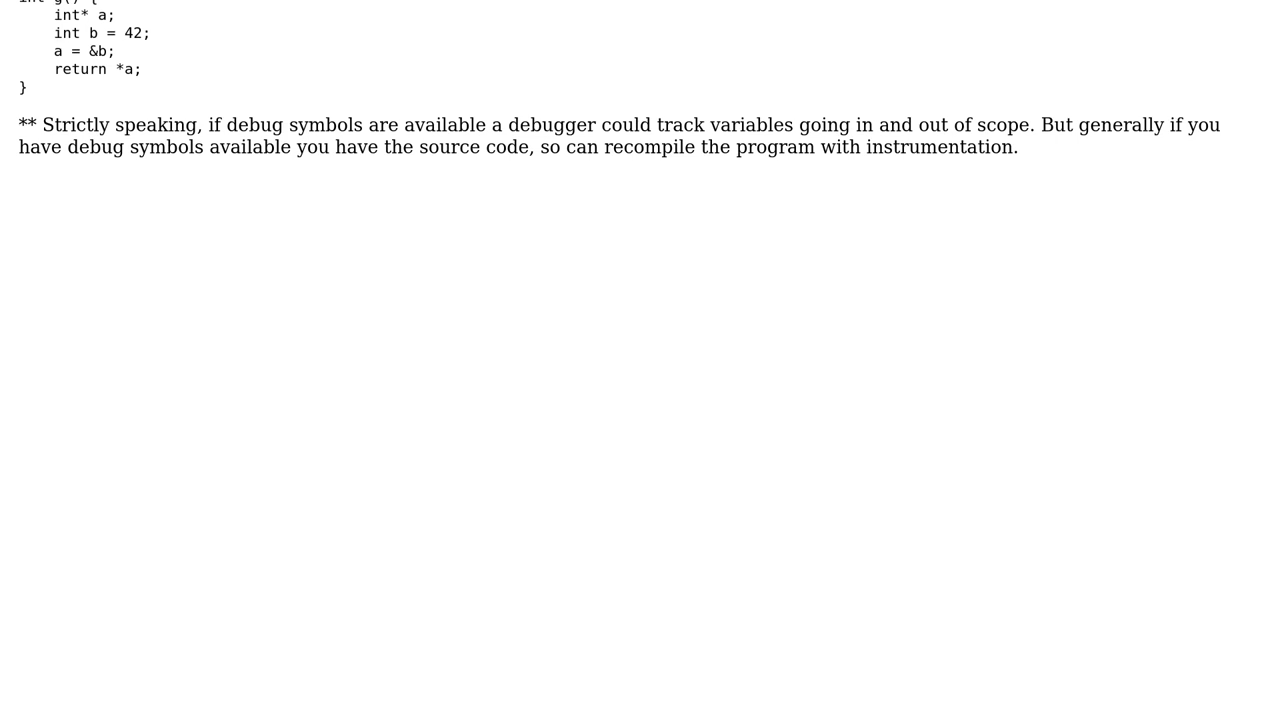 int g() {
    int* a;
    int b = 42;
    a = &b;
    return *a;
}
** Strictly speaking, if debug symbols are available a debugger could track variables going in and out of scope. But generally if you
have debug symbols available you have the source code, so can recompile the program with instrumentation.